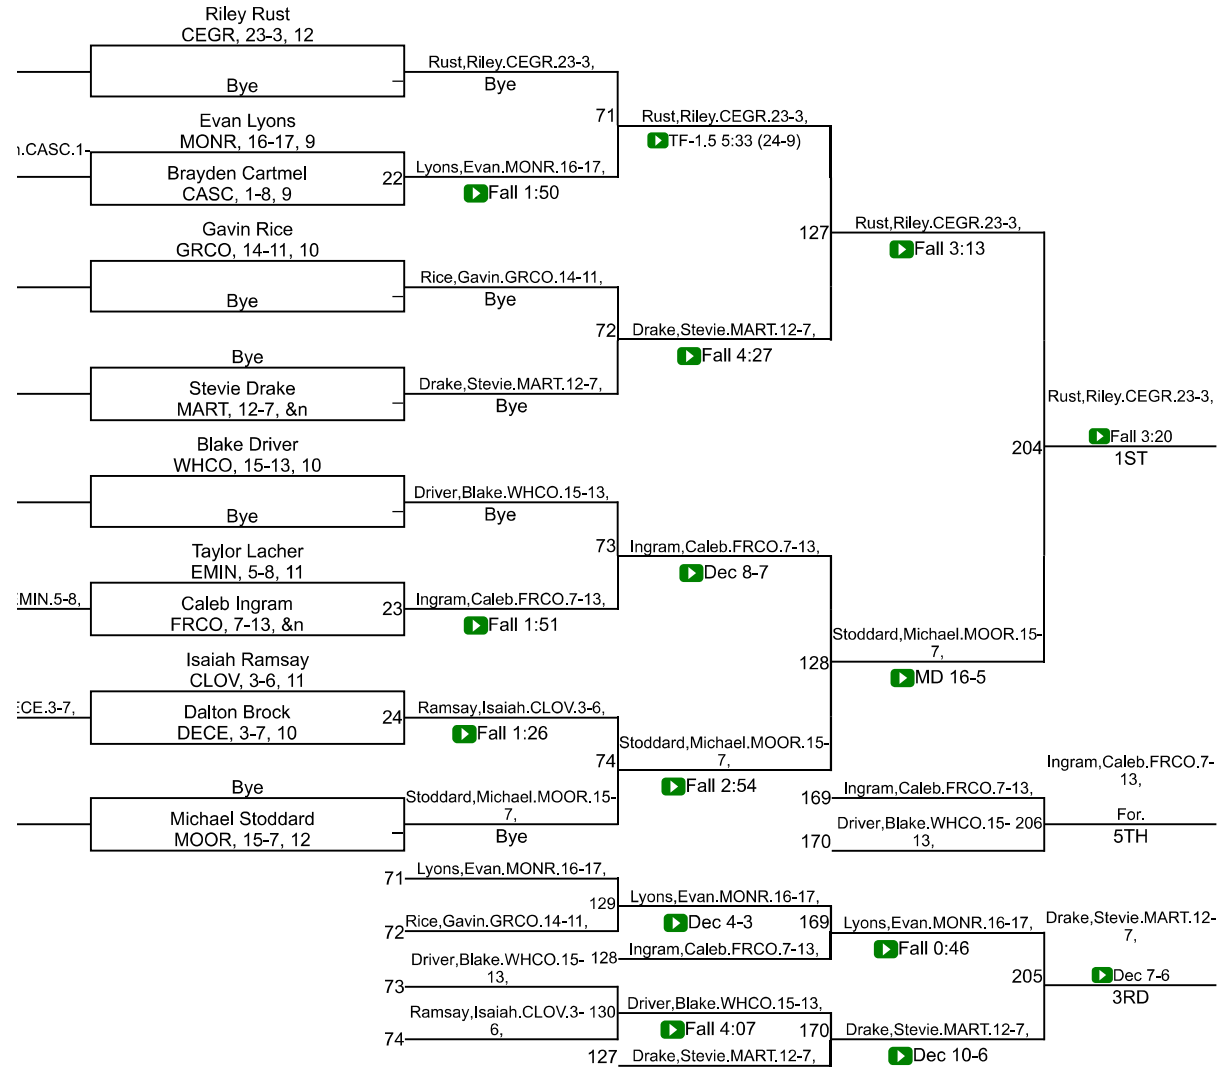 Riley Rust
CEGR, 23-3, 12
Bye
Rust,Riley.CEGR.23-3,
Bye
71
Rust,Riley.CEGR.23-3,
TF-1.5 5:33 (24-9)
Evan Lyons
MONR, 16-17, 9
.CASC.1-
Brayden Cartmel
CASC, 1-8, 9
22
Lyons,Evan.MONR.16-17,
Fall 1:50
Gavin Rice
GRCO, 14-11, 10
Bye
Rice,Gavin.GRCO.14-11,
Bye
127
Rust,Riley.CEGR.23-3,
Fall 3:13
72
Drake,Stevie.MART.12-7,
Fall 4:27
Bye
Stevie Drake
MART, 12-7, &n
Drake,Stevie.MART.12-7,
Bye
Rust,Riley.CEGR.23-3,
204
Fall 3:20
1ST
Blake Driver
WHCO, 15-13, 10
Bye
Driver,Blake.WHCO.15-13,
Bye
73
Ingram,Caleb.FRCO.7-13,
Dec 8-7
Taylor Lacher
EMIN, 5-8, 11
MIN.5-8,
Caleb Ingram
FRCO, 7-13, &n
23
Ingram,Caleb.FRCO.7-13,
Fall 1:51
Stoddard,Michael.MOOR.15-
7,
128
MD 16-5
Isaiah Ramsay
CLOV, 3-6, 11
ECE.3-7,
Dalton Brock
DECE, 3-7, 10
24
Ramsay,Isaiah.CLOV.3-6,
Fall 1:26
74
Stoddard,Michael.MOOR.15-
7,
Fall 2:54
Bye
Michael Stoddard
MOOR, 15-7, 12
Stoddard,Michael.MOOR.15-
7,
Bye
169
Ingram,Caleb.FRCO.7-13,
170
Driver,Blake.WHCO.15-
13,
206
Ingram,Caleb.FRCO.7-
13,
For.
5TH
71
Lyons,Evan.MONR.16-17,
129
Lyons,Evan.MONR.16-17,
Dec 4-3
72
Rice,Gavin.GRCO.14-11,
169
Lyons,Evan.MONR.16-17,
Fall 0:46
128
Ingram,Caleb.FRCO.7-13,
Driver,Blake.WHCO.15-
13,
73
205
Drake,Stevie.MART.12-
7,
Dec 7-6
3RD
Ramsay,Isaiah.CLOV.3-
6,
74
130
Driver,Blake.WHCO.15-13,
Fall 4:07
170
Drake,Stevie.MART.12-7,
Dec 10-6
127
Drake,Stevie.MART.12-7,